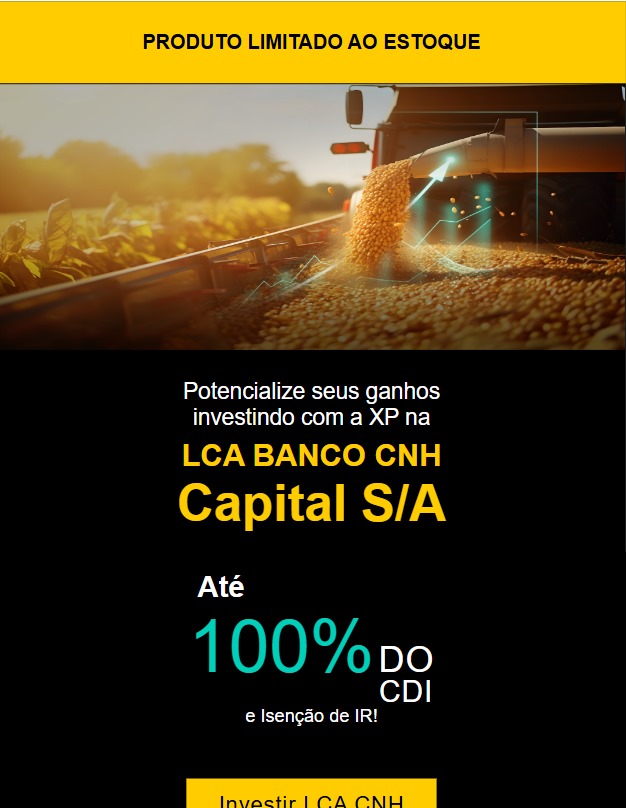 PRODUTO LIMITADO AO ESTOQUE
Potencialize seus ganhos
investindo com a XP na
LCA BANCO CNH
Capital S/A
Até
100% DO
CDI
e Isenção de IR!
Investir LCA CNH